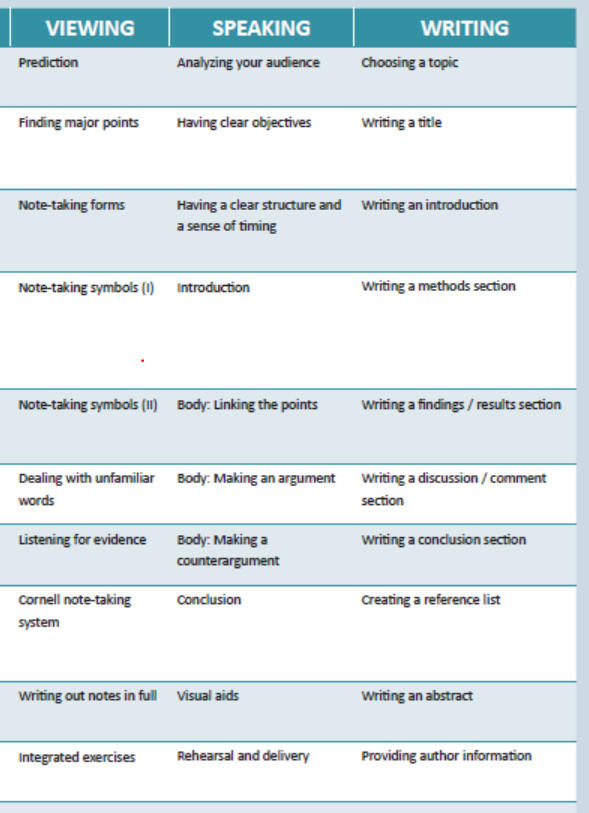 VIEWING SPEAKING WRITING
Prediction Analyzing your audience Choosing a topic
Finding major points Having clear objectives Writing a title
Note-taking forms Having a clear structure and Writing an introduction
a sense of timing
Note-taking symbols (I) Introduction Writing a methods section
Note-taking symbols (II) Body: Linking the points Writing a findings / results section
Dealing with unfamiliar Body: Making an argument Writing a discussion / comment
words section
Listening for evidence Body: Making a Writing a conclusion section
counterargument
Cornell note-taking Conclusion Creating a reference list
system
Writing out notes in full Visual aids Writing an abstract
Integrated exercises Rehearsal and delivery Providing author information